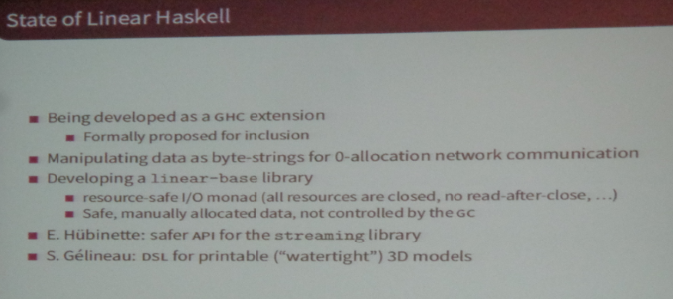 State of Linear Haskell
Being developed as a GHC extension
Formally proposed for inclusion
Manipulating data as byte-strings for 0-allocation network communication
Developing a linear-base library
resource-safe I/O monad (all resources are closed, no read-after-close, ...)
Safe, manually allocated data, not controlled by the GC
E. Hübinette: safer API for the streaming library
S. Gélineau: DSL for printable ("watertight") 3D models